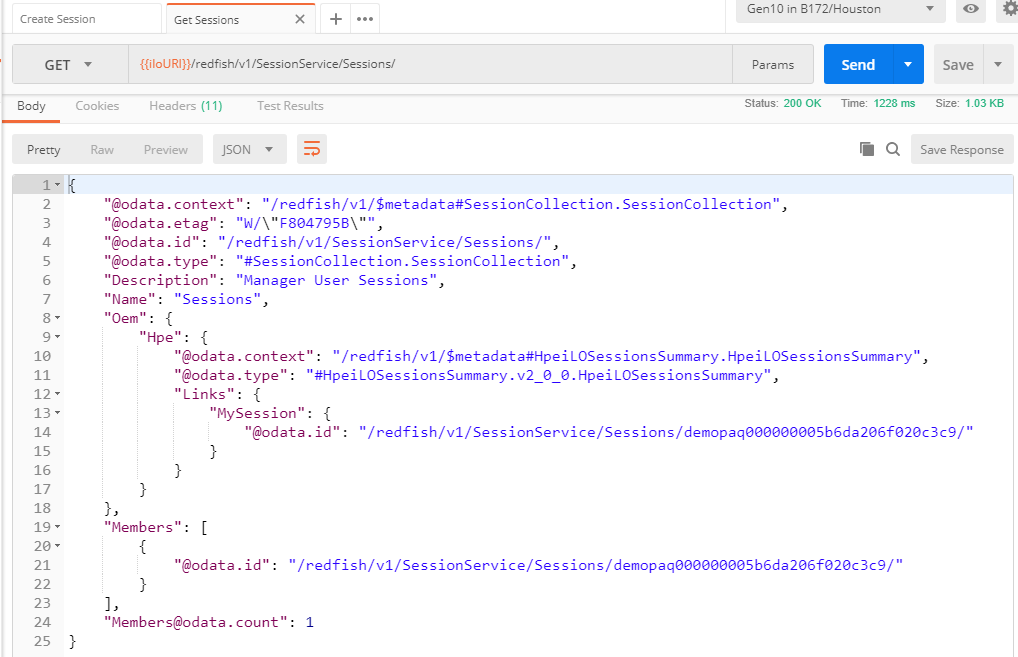 Create Session
Get Sessions
Gen10 in B172/Houston
GET
{{iloURI}}/redfish/v1/SessionService/Sessions/
Params
Send
Save
Body
Cookies
Headers (11)
Test Results
Status: 200 OK
Time: 1228 ms
Size: 1.03 KB
Pretty
Raw
Preview
JSON
Save Response
1 {
2 "@odata.context": "/redfish/v1/$metadata#SessionCollection.SessionCollection",
3 "@odata.etag": "W/\"F804795B\"",
4 "@odata.id": "/redfish/v1/SessionService/Sessions/",
5 "@odata.type": "#SessionCollection.SessionCollection",
6 "Description": "Manager User Sessions",
7 "Name": "Sessions",
8 "Oem": {
9 "Hpe": {
10 "@odata.context": "/redfish/v1/$metadata#HpeiLOSessionsSummary.HpeiLOSessionsSummary",
11 "@odata.type": "#HpeiLOSessionsSummary.v2_0_0.HpeiLOSessionsSummary",
12 "Links": {
13 "MySession": {
14 "@odata.id": "/redfish/v1/SessionService/Sessions/demopaq000000005b6da206f020c3c9/"
15 }
16 }
17 }
18 },
19 "Members": [
20 {
21 "@odata.id": "/redfish/v1/SessionService/Sessions/demopaq000000005b6da206f020c3c9/"
22 }
23 ],
24 "Members@odata.count": 1
25 }